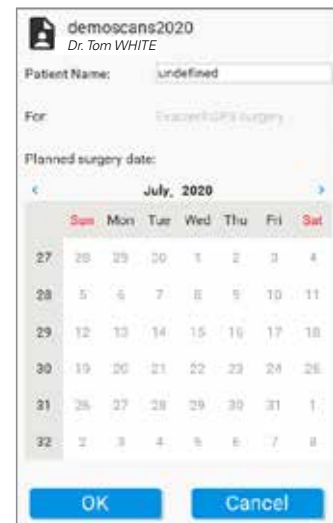 demoscans2020
Dr. Tom WHITE
Patient Name: undefined
For: ExactechGPS surgery
Planned surgery date:
< July, 2020 >
Sun Mon Tue Wed Thu Fri Sat
27 28 29 30 1 2 3 4
28 5 6 7 8 9 10 11
29 12 13 14 15 16 17 18
30 19 20 21 22 23 24 25
31 26 27 28 29 30 31 1
32 2 3 4 5 6 7 8
OK Cancel